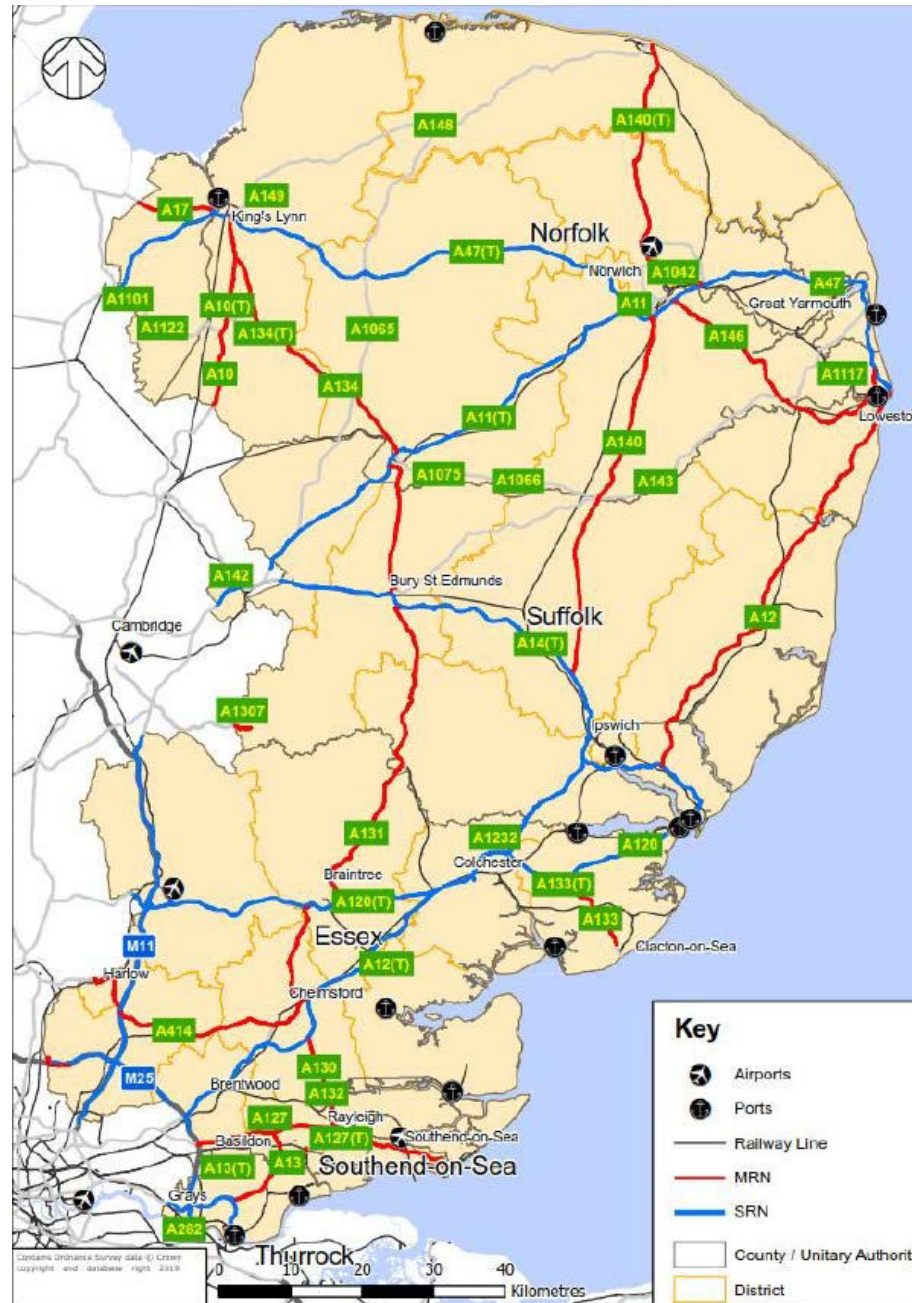 A148
A140(T)
A149
A17
King's Lynn
Norfolk
A47(T)
Norwich
A1042
A47
A1101
A11
Great Yarmouth
A10(T)
A1122
A134(T)
A1065
A146
A10
A134
A1117
Lowesto
A11(T)
A140
A1075
A1066
A143
A142
Bury St Edmunds
Suffolk
A12
Cambridge
A14(T)
A1307
Ipswich
A131
A1232
A120
Colchester
Braintree
A133(T)
A120(T)
A133
Essex
M11
Clacton-on-Sea
A12(T)
Harlow
Chelmsford
A414
A130
M25
Brentwood
A132
Rayleigh
A127
Basildon
A127(T)
Southend-on-Sea
A13(T)
A13
Southend-on-Sea
Grays
A282
Thurrock
Key
Airports
Ports
Railway Line
MRN
SRN
County / Unitary Authorit
District
Contains Ordnance Survey data © Crown
copyright and database right 2019.
0 10 20 30 40
Kilometres